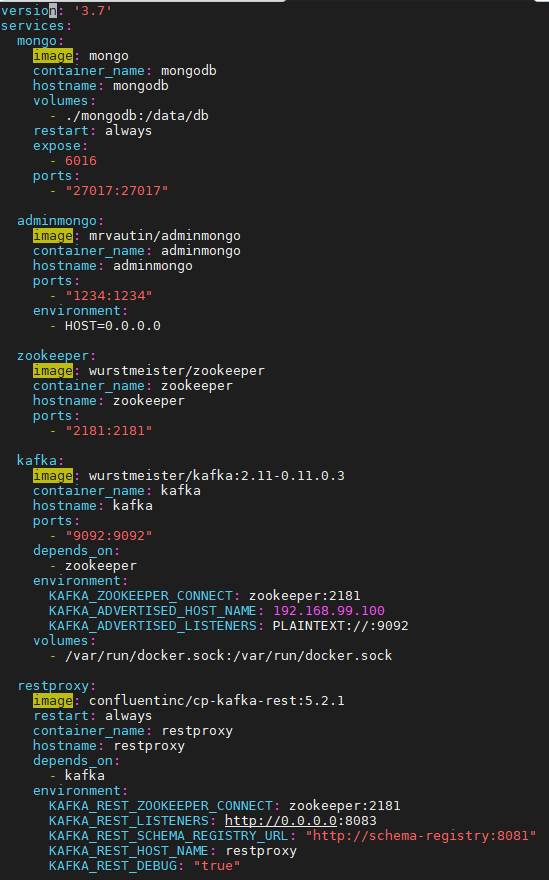 version: '3.7'
services:
  mongo:
    image: mongo
    container_name: mongodb
    hostname: mongodb
    volumes:
      - ./mongodb:/data/db
    restart: always
    expose:
      - 6016
    ports:
      - "27017:27017"

  adminmongo:
    image: mrvautin/adminmongo
    container_name: adminmongo
    hostname: adminmongo
    ports:
      - "1234:1234"
    environment:
      - HOST=0.0.0.0

  zookeeper:
    image: wurstmeister/zookeeper
    container_name: zookeeper
    hostname: zookeeper
    ports:
      - "2181:2181"

  kafka:
    image: wurstmeister/kafka:2.11-0.11.0.3
    container_name: kafka
    hostname: kafka
    ports:
      - "9092:9092"
    depends_on:
      - zookeeper
    environment:
      KAFKA_ZOOKEEPER_CONNECT: zookeeper:2181
      KAFKA_ADVERTISED_HOST_NAME: 192.168.99.100
      KAFKA_ADVERTISED_LISTENERS: PLAINTEXT://:9092
    volumes:
      - /var/run/docker.sock:/var/run/docker.sock

  restproxy:
    image: confluentinc/cp-kafka-rest:5.2.1
    restart: always
    container_name: restproxy
    hostname: restproxy
    depends_on:
      - kafka
    environment:
      KAFKA_REST_ZOOKEEPER_CONNECT: zookeeper:2181
      KAFKA_REST_LISTENERS: http://0.0.0.0:8083
      KAFKA_REST_SCHEMA_REGISTRY_URL: "http://schema-registry:8081"
      KAFKA_REST_HOST_NAME: restproxy
      KAFKA_REST_DEBUG: "true"